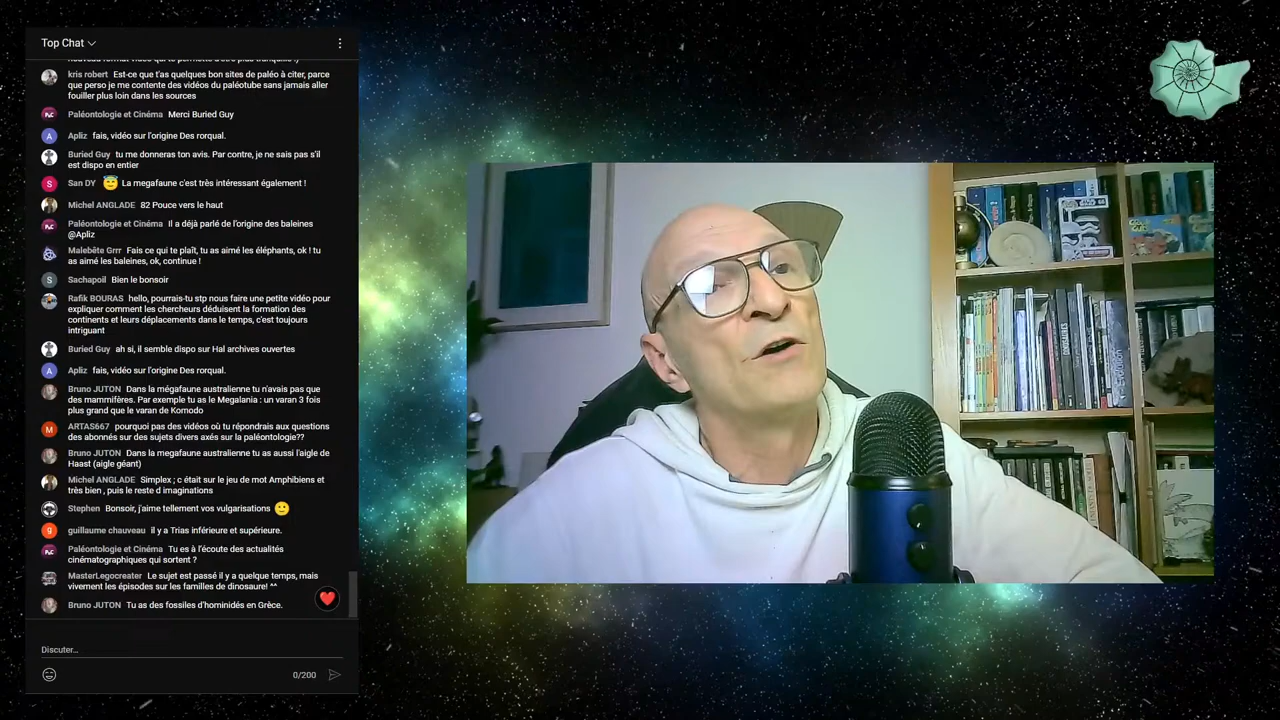 Top Chat
nouveau format vidéo qui te permette d'être plus tranquille :)
kris robert Est-ce que t'as quelques bon sites de paléo à citer, parce
que perso je me contente des vidéos du paléotube sans jamais aller
fouiller plus loin dans les sources
Paléontologie et Cinéma Merci Buried Guy
Apliz fais, vidéo sur l'origine Des rorqual.
Buried Guy tu me donneras ton avis. Par contre, je ne sais pas s'il
est dispo en entier
San DY La megafaune c'est très intéressant également !
Michel ANGLADE 82 Pouce vers le haut
Paléontologie et Cinéma Il a déjà parlé de l'origine des baleines
@Apliz
Malebête Grrr Fais ce qui te plaît, tu as aimé les éléphants, ok ! tu
as aimé les baleines, ok, continue !
Sachapoil Bien le bonsoir
Rafik BOURAS hello, pourrais-tu stp nous faire une petite vidéo pour
expliquer comment les chercheurs déduisent la formation des
continents et leurs déplacements dans le temps, c'est toujours
intriguant
Buried Guy ah si, il semble dispo sur Hal archives ouvertes
Apliz fais, vidéo sur l'origine Des rorqual.
Bruno JUTON Dans la mégafaune australienne tu n'avais pas que
des mammifères. Par exemple tu as le Megalania : un varan 3 fois
plus grand que le varan de Komodo
ARTAS667 pourquoi pas des vidéos où tu répondrais aux questions
des abonnés sur des sujets divers axés sur la paléontologie??
Bruno JUTON Dans la megafaune australienne tu as aussi l'aigle de
Haast (aigle géant)
Michel ANGLADE Simplex ; c était sur le jeu de mot Amphibiens et
très bien , puis le reste d imaginations
Stephen Bonsoir, j'aime tellement vos vulgarisations
guillaume chauveau il y a Trias inférieure et supérieure.
Paléontologie et Cinéma Tu es à l'écoute des actualités
cinématographiques qui sortent ?
MasterLegocreater Le sujet est passé il y a quelque temps, mais
vivement les épisodes sur les familles de dinosaure! ^^
Bruno JUTON Tu as des fossiles d'hominidés en Grèce.
Discuter...
0/200